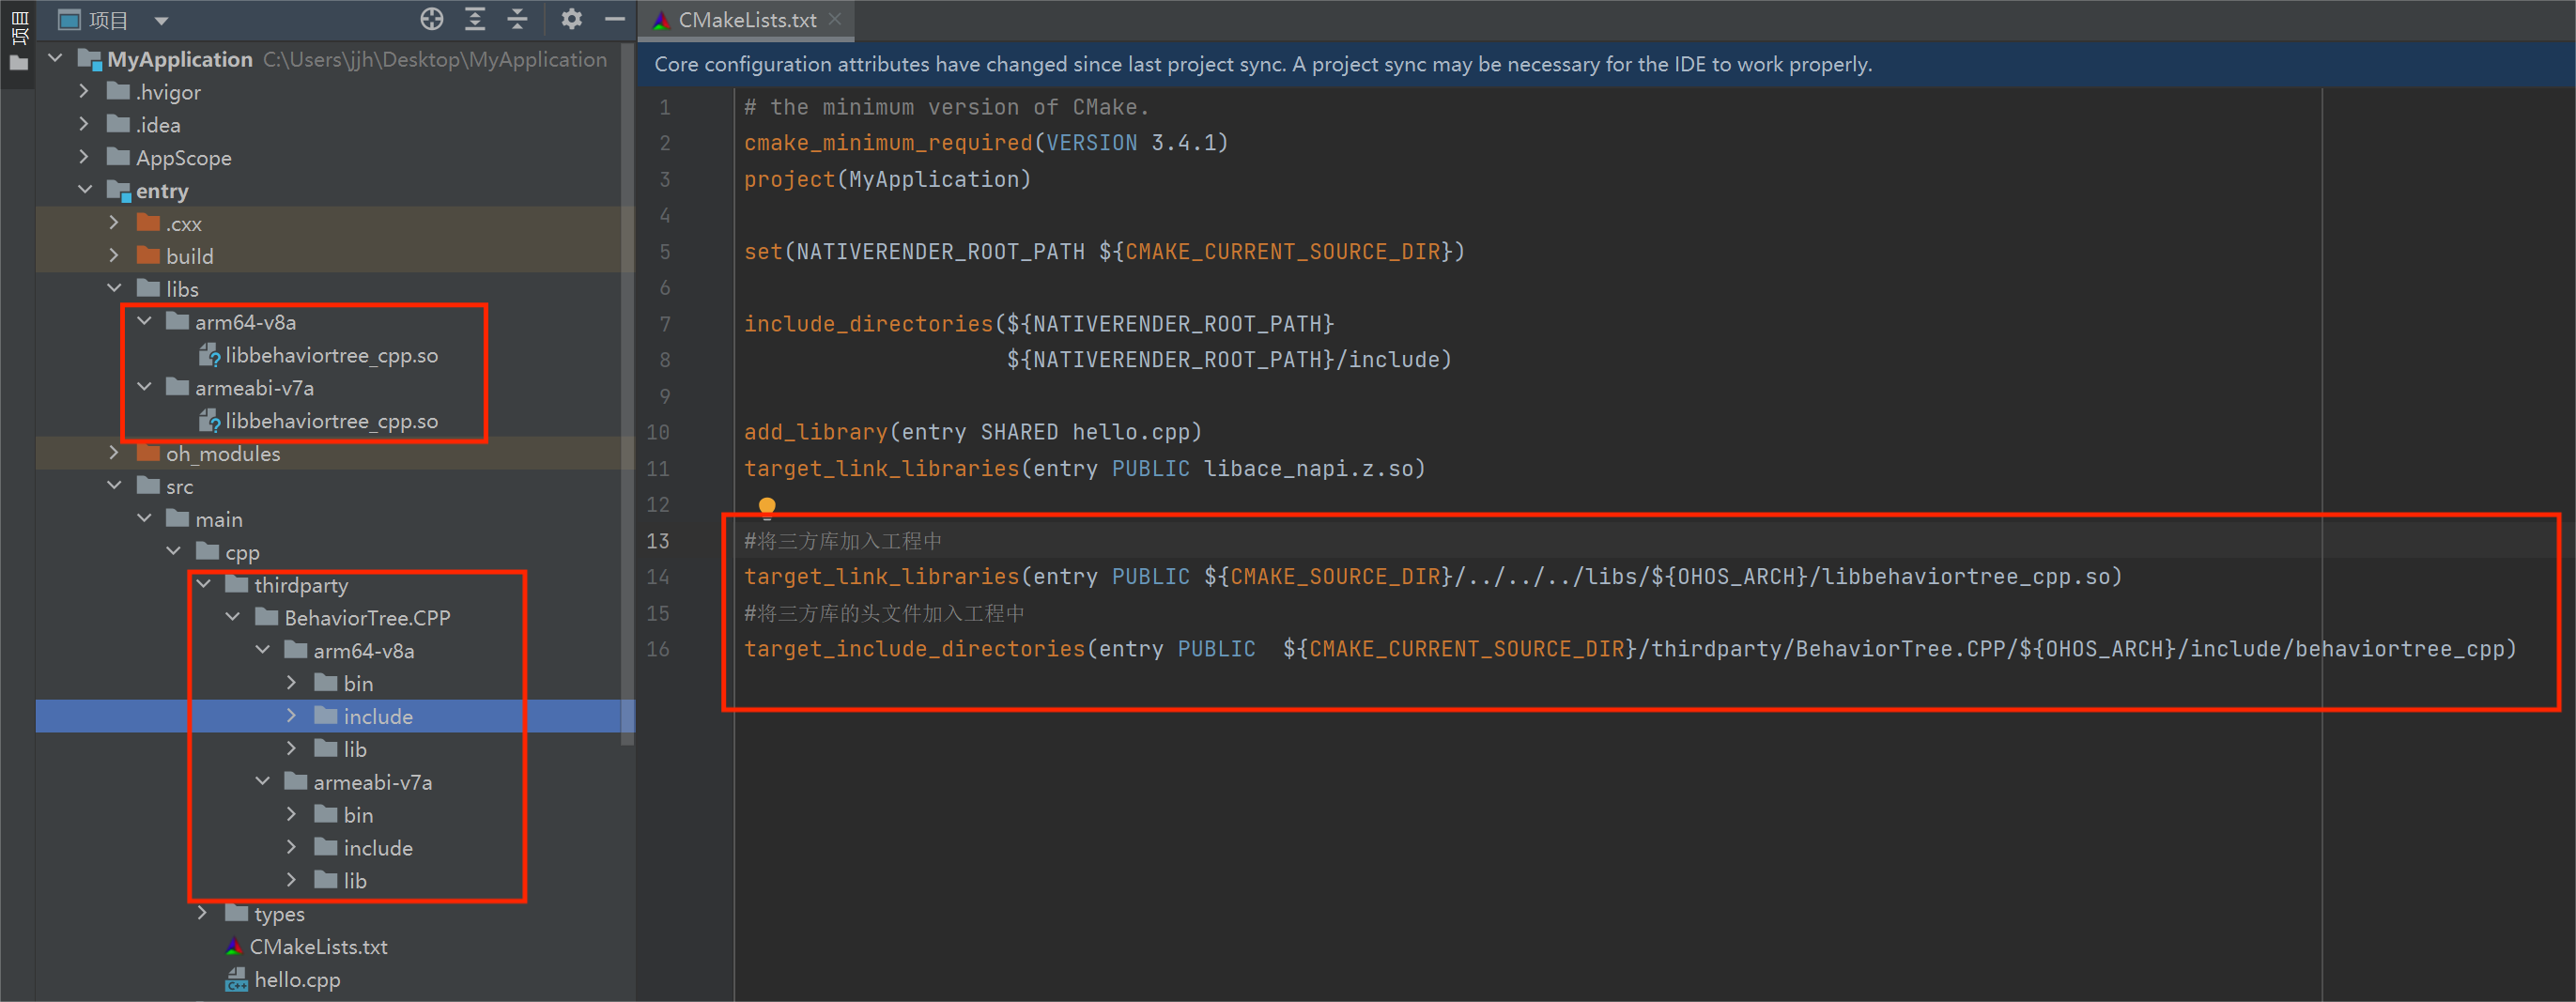 项目
项目
MyApplication C:\Users\jjh\Desktop\MyApplication
.hvigor
.idea
AppScope
entry
.cxx
build
libs
arm64-v8a
libbehaviortree_cpp.so
armeabi-v7a
libbehaviortree_cpp.so
oh_modules
src
main
cpp
thirdparty
BehaviorTree.CPP
arm64-v8a
bin
include
lib
armeabi-v7a
bin
include
lib
types
CMakeLists.txt
hello.cpp
CMakeLists.txt
Core configuration attributes have changed since last project sync. A project sync may be necessary for the IDE to work properly.
1 # the minimum version of CMake.
2 cmake_minimum_required(VERSION 3.4.1)
3 project(MyApplication)
4
5 set(NATIVERENDER_ROOT_PATH ${CMAKE_CURRENT_SOURCE_DIR})
6
7 include_directories(${NATIVERENDER_ROOT_PATH}
8 ${NATIVERENDER_ROOT_PATH}/include)
9
10 add_library(entry SHARED hello.cpp)
11 target_link_libraries(entry PUBLIC libace_napi.z.so)
12
13 #将三方库加入工程中
14 target_link_libraries(entry PUBLIC ${CMAKE_SOURCE_DIR}/../../../libs/${OHOS_ARCH}/libbehaviortree_cpp.so)
15 #将三方库的头文件加入工程中
16 target_include_directories(entry PUBLIC  ${CMAKE_CURRENT_SOURCE_DIR}/thirdparty/BehaviorTree.CPP/${OHOS_ARCH}/include/behaviortree_cpp)